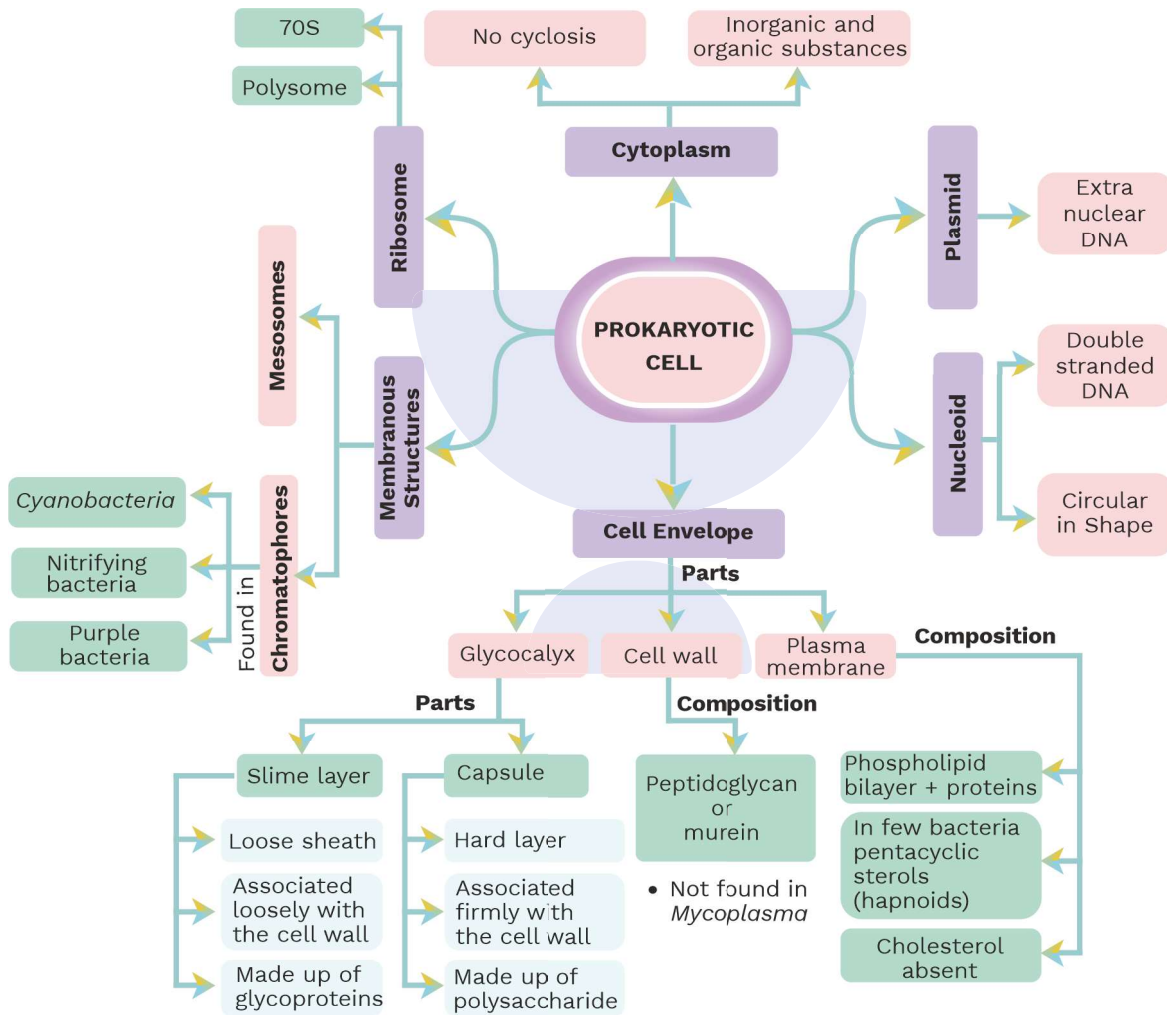 70S
Polysome
Ribosome
No cyclosis
Inorganic and
organic substances
Cytoplasm
Plasmid
Extra
nuclear
DNA
PROKARYOTIC
CELL
Mesosomes
Membranous
Structures
Chromatophores
Found in
Cyanobacteria
Nitrifying
bacteria
Purple
bacteria
Nucleoid
Double
stranded
DNA
Circular
in Shape
Cell Envelope
Parts
Glycocalyx
Cell wall
Plasma
membrane
Parts
Slime layer
Loose sheath
Associated
loosely with
the cell wall
Made up of
glycoproteins
Capsule
Hard layer
Associated
firmly with
the cell wall
Made up of
polysaccharide
Composition
Peptidoglycan
or
murein
• Not found in
Mycoplasma
Composition
Phospholipid
bilayer + proteins
In few bacteria
pentacyclic
sterols
(hapnoids)
Cholesterol
absent